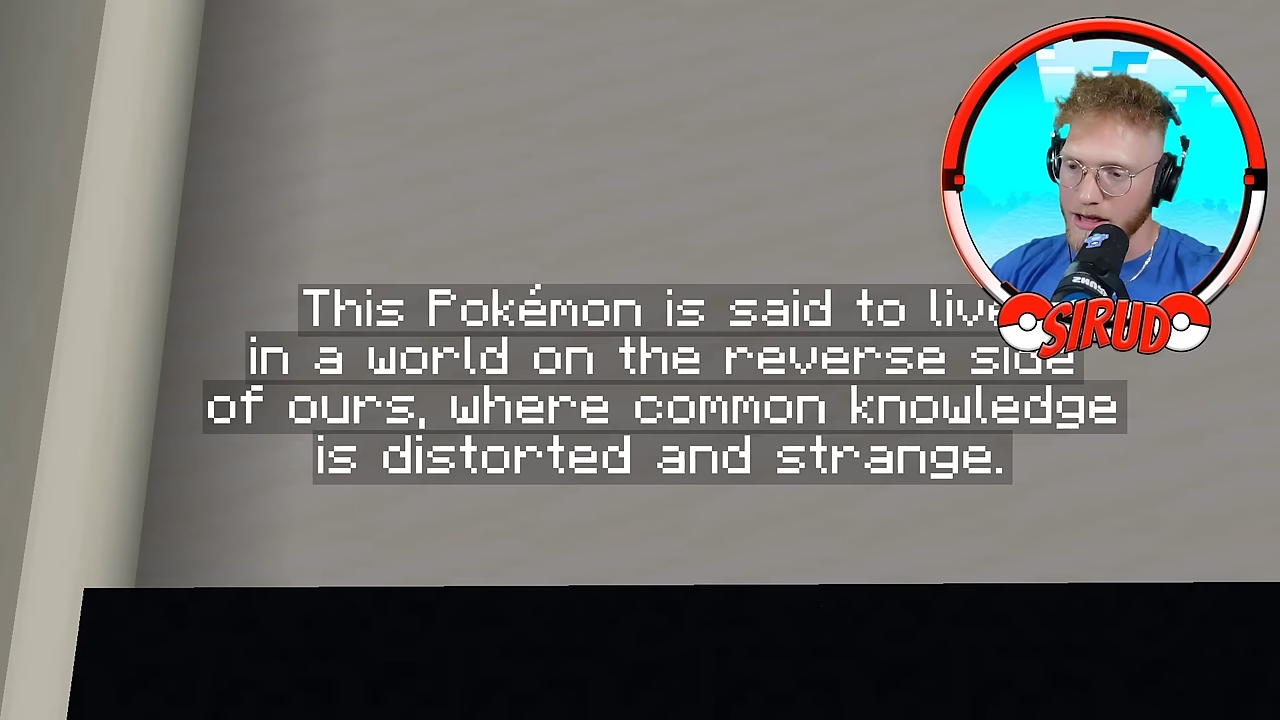 This Pokémon is said to live
in a world on the reverse side
of ours, where common knowledge
is distorted and strange.
SIRUD